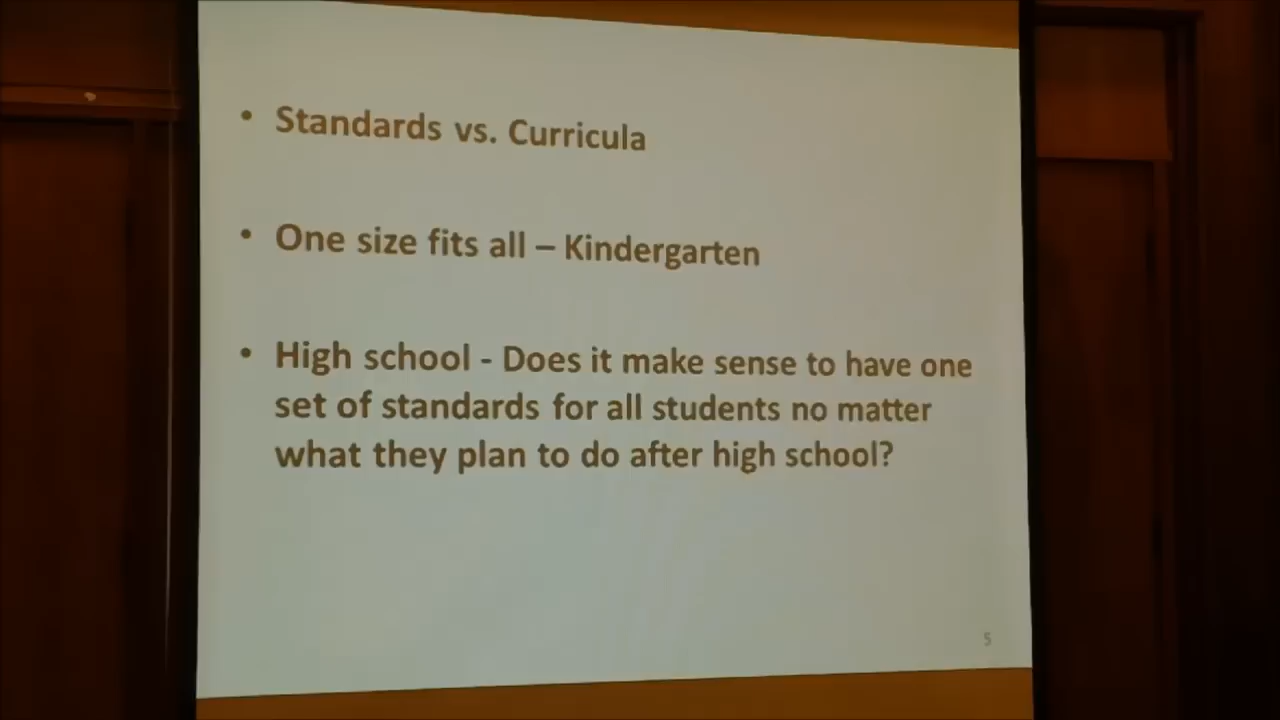 • Standards vs. Curricula
• One size fits all – Kindergarten
• High school - Does it make sense to have one
set of standards for all students no matter
what they plan to do after high school?
5